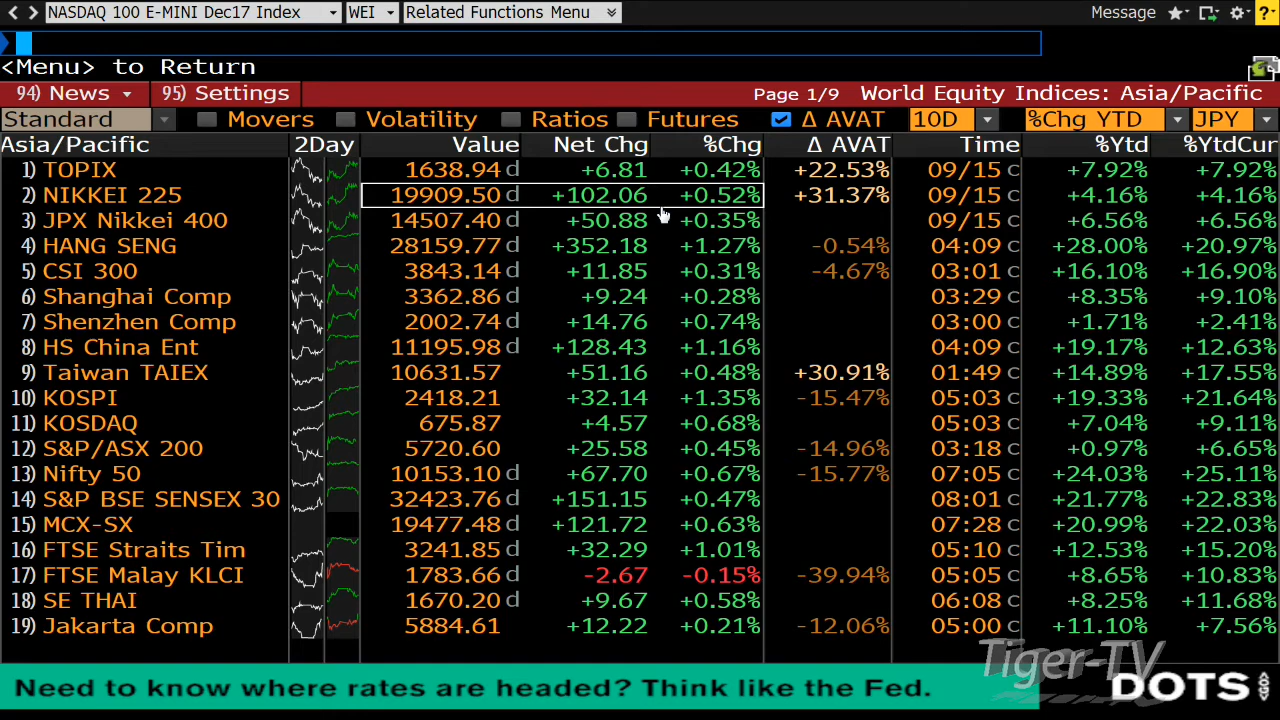 NASDAQ 100 E-MINI Dec17 Index WEI Related Functions Menu Message ?
<Menu> to Return
94) News 95) Settings Page 1/9 World Equity Indices: Asia/Pacific
Standard Movers Volatility Ratios Futures Δ AVAT 10D %Chg YTD JPY
Asia/Pacific 2Day Value Net Chg %Chg Δ AVAT Time %Ytd %YtdCur
1) TOPIX 1638.94 d +6.81 +0.42% +22.53% 09/15 c +7.92% +7.92%
2) NIKKEI 225 19909.50 d +102.06 +0.52% +31.37% 09/15 c +4.16% +4.16%
3) JPX Nikkei 400 14507.40 d +50.88 +0.35% 09/15 c +6.56% +6.56%
4) HANG SENG 28159.77 d +352.18 +1.27% -0.54% 04:09 c +28.00% +20.97%
5) CSI 300 3843.14 d +11.85 +0.31% -4.67% 03:01 c +16.10% +16.90%
6) Shanghai Comp 3362.86 d +9.24 +0.28% 03:29 c +8.35% +9.10%
7) Shenzhen Comp 2002.74 d +14.76 +0.74% 03:00 c +1.71% +2.41%
8) HS China Ent 11195.98 d +128.43 +1.16% 04:09 c +19.17% +12.63%
9) Taiwan TAIEX 10631.57 +51.16 +0.48% +30.91% 01:49 c +14.89% +17.55%
10) KOSPI 2418.21 +32.14 +1.35% -15.47% 05:03 c +19.33% +21.64%
11) KOSDAQ 675.87 +4.57 +0.68% 05:03 c +7.04% +9.11%
12) S&P/ASX 200 5720.60 +25.58 +0.45% -14.96% 03:18 c +0.97% +6.65%
13) Nifty 50 10153.10 d +67.70 +0.67% -15.77% 07:05 c +24.03% +25.11%
14) S&P BSE SENSEX 30 32423.76 d +151.15 +0.47% 08:01 c +21.77% +22.83%
15) MCX-SX 19477.48 d +121.72 +0.63% 07:28 c +20.99% +22.03%
16) FTSE Straits Tim 3241.85 d +32.29 +1.01% 05:10 c +12.53% +15.20%
17) FTSE Malay KLCI 1783.66 d -2.67 -0.15% -39.94% 05:05 c +8.65% +10.83%
18) SE THAI 1670.20 d +9.67 +0.58% 06:08 c +8.25% +11.68%
19) Jakarta Comp 5884.61 +12.22 +0.21% -12.06% 05:00 c +11.10% +7.56%
Tiger-TV
Need to know where rates are headed? Think like the Fed. DOTS